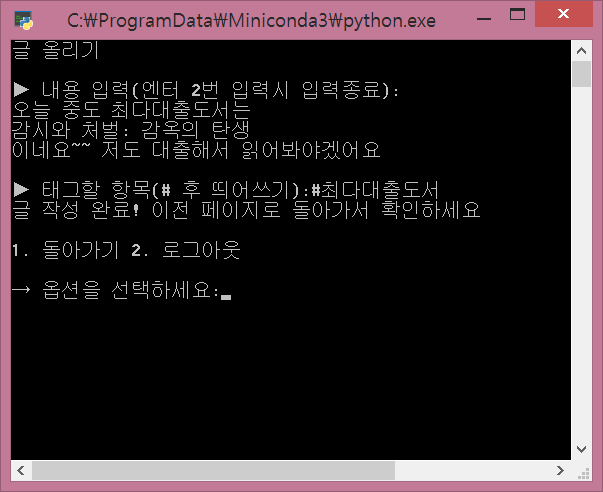 C:₩ProgramData₩Miniconda3₩python.exe
글 올리기
▶ 내용 입력(엔터 2번 입력시 입력종료):
오늘 중도 최다대출도서는
감시와 처벌: 감옥의 탄생
이네요~~ 저도 대출해서 읽어봐야겠어요
▶ 태그할 항목(# 후 띄어쓰기):#최다대출도서
글 작성 완료! 이전 페이지로 돌아가서 확인하세요
1. 돌아가기 2. 로그아웃
→ 옵션을 선택하세요: